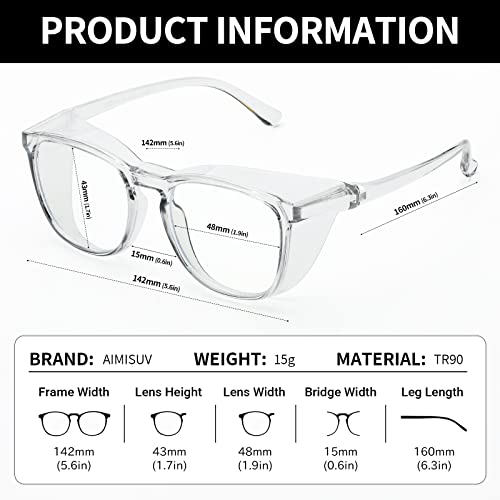 PRODUCT INFORMATION
142mm (5.6in)
43mm (1.7in)
48mm (1.9in)
15mm (0.6in)
142mm (5.6in)
160mm (6.3in)
BRAND: AIMISUV WEIGHT: 15g MATERIAL: TR90
Frame Width Lens Height Lens Width Bridge Width Leg Length
142mm 43mm 48mm 15mm 160mm
(5.6in) (1.7in) (1.9in) (0.6in) (6.3in)